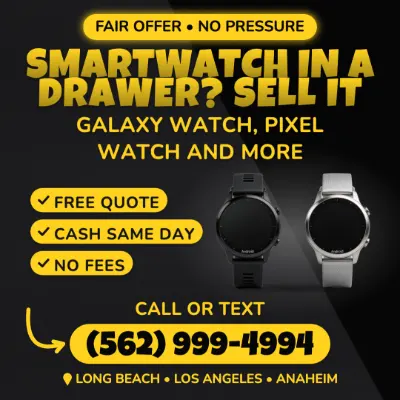 FAIR OFFER • NO PRESSURE
SMARTWATCH IN A
DRAWER? SELL IT
GALAXY WATCH, PIXEL
WATCH AND MORE
✓ FREE QUOTE
✓ CASH SAME DAY
✓ NO FEES
CALL OR TEXT
(562) 999-4994
LONG BEACH • LOS ANGELES • ANAHEIM